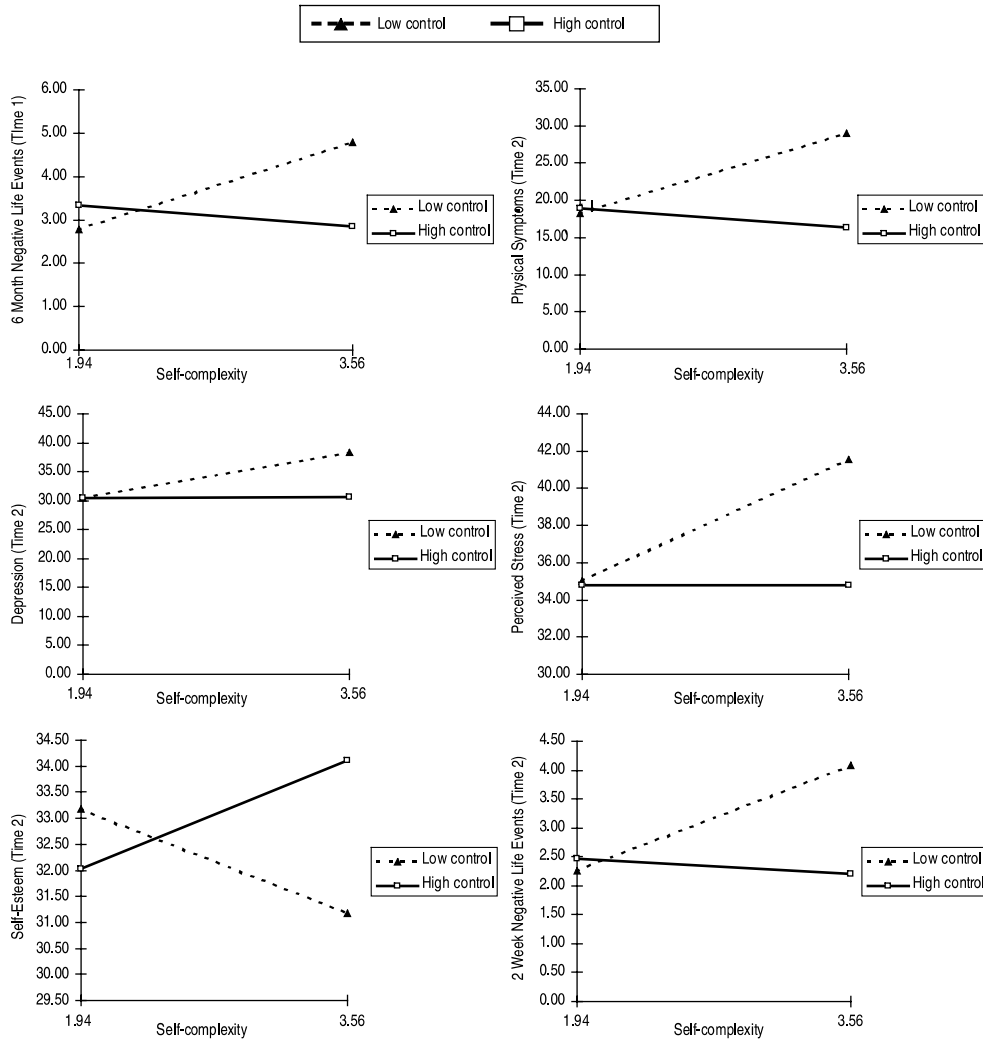 Low control
High control
6 Month Negative Life Events (TIme 1)
6.00
5.00
4.00
3.00
2.00
1.00
0.00
1.94
3.56
Self-complexity
Low control
High control
Physical Symptoms (Time 2)
35.00
30.00
25.00
20.00
15.00
10.00
5.00
0.00
1.94
3.56
Self-complexity
Low control
High control
Depression (Time 2)
45.00
40.00
35.00
30.00
25.00
20.00
15.00
10.00
5.00
0.00
1.94
3.56
Self-complexity
Low control
High control
Perceived Stress (Time 2)
44.00
42.00
40.00
38.00
36.00
34.00
32.00
30.00
1.94
3.56
Self-complexity
Low control
High control
Self-Esteem (Time 2)
34.50
34.00
33.50
33.00
32.50
32.00
31.50
31.00
30.50
30.00
29.50
1.94
3.56
Self-complexity
Low control
High control
2 Week Negative Life Events (Time 2)
4.50
4.00
3.50
3.00
2.50
2.00
1.50
1.00
0.50
0.00
1.94
3.56
Self-complexity
Low control
High control